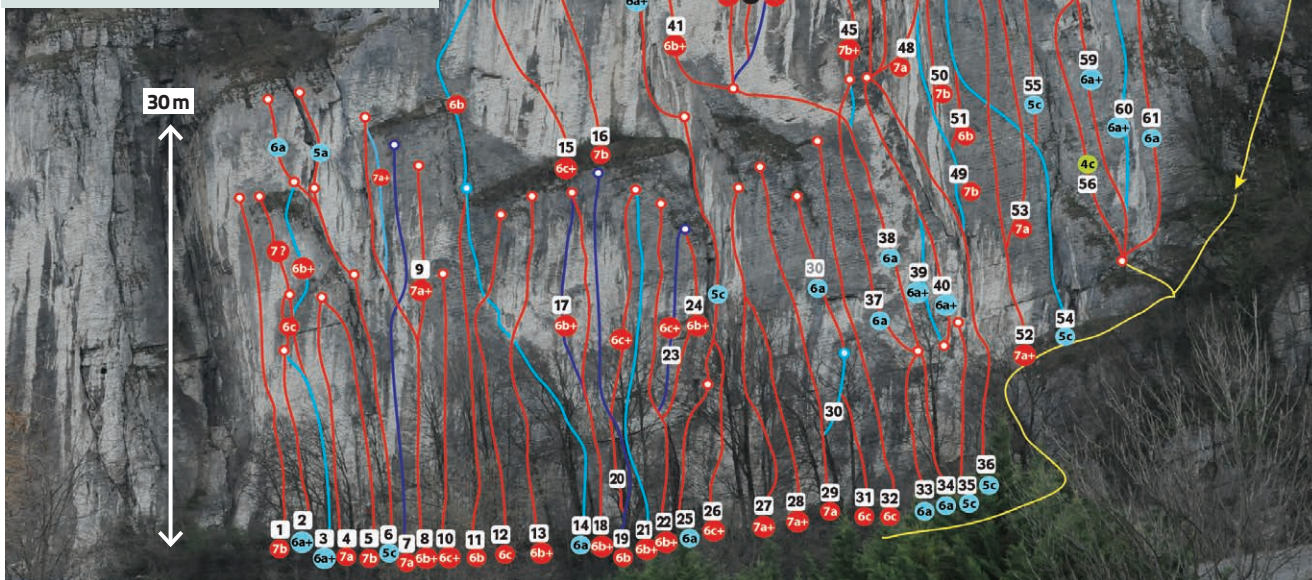 6a+
41
6b+
45
7b+
48
7a
59
6a+
50
7b
55
5c
30 m
6b
60
6a+
61
6a
51
6b
6a
5a
15
6c+
16
7b
7a+
49
7b
4c
56
53
7a
7 ?
6b+
9
7a+
38
6a
30
6a
39
6a+
40
6a+
5c
17
6b+
24
6b+
6c+
23
6c+
37
6a
54
5c
6c
52
7a+
30
20
36
5c
1
7b
2
6a+
3
6a+
4
7a
5
7b
6
5c
7
7a
8
6b+
10
6c+
11
6b
12
6c
13
6b+
14
6a
18
6b+
19
6b
21
6b+
22
6b+
25
6a
26
6c+
27
7a+
28
7a+
29
7a
31
6c
32
6c
33
6a
34
6a
35
5c